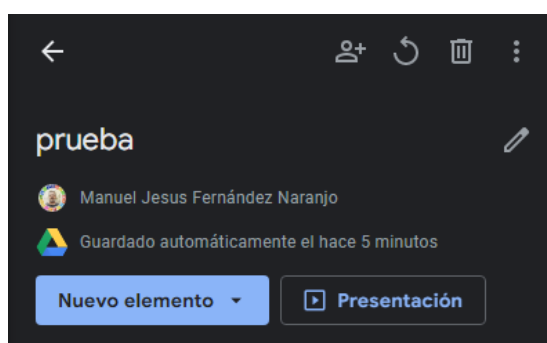 prueba
Manuel Jesus Fernández Naranjo
Guardado automáticamente el hace 5 minutos
Nuevo elemento
Presentación